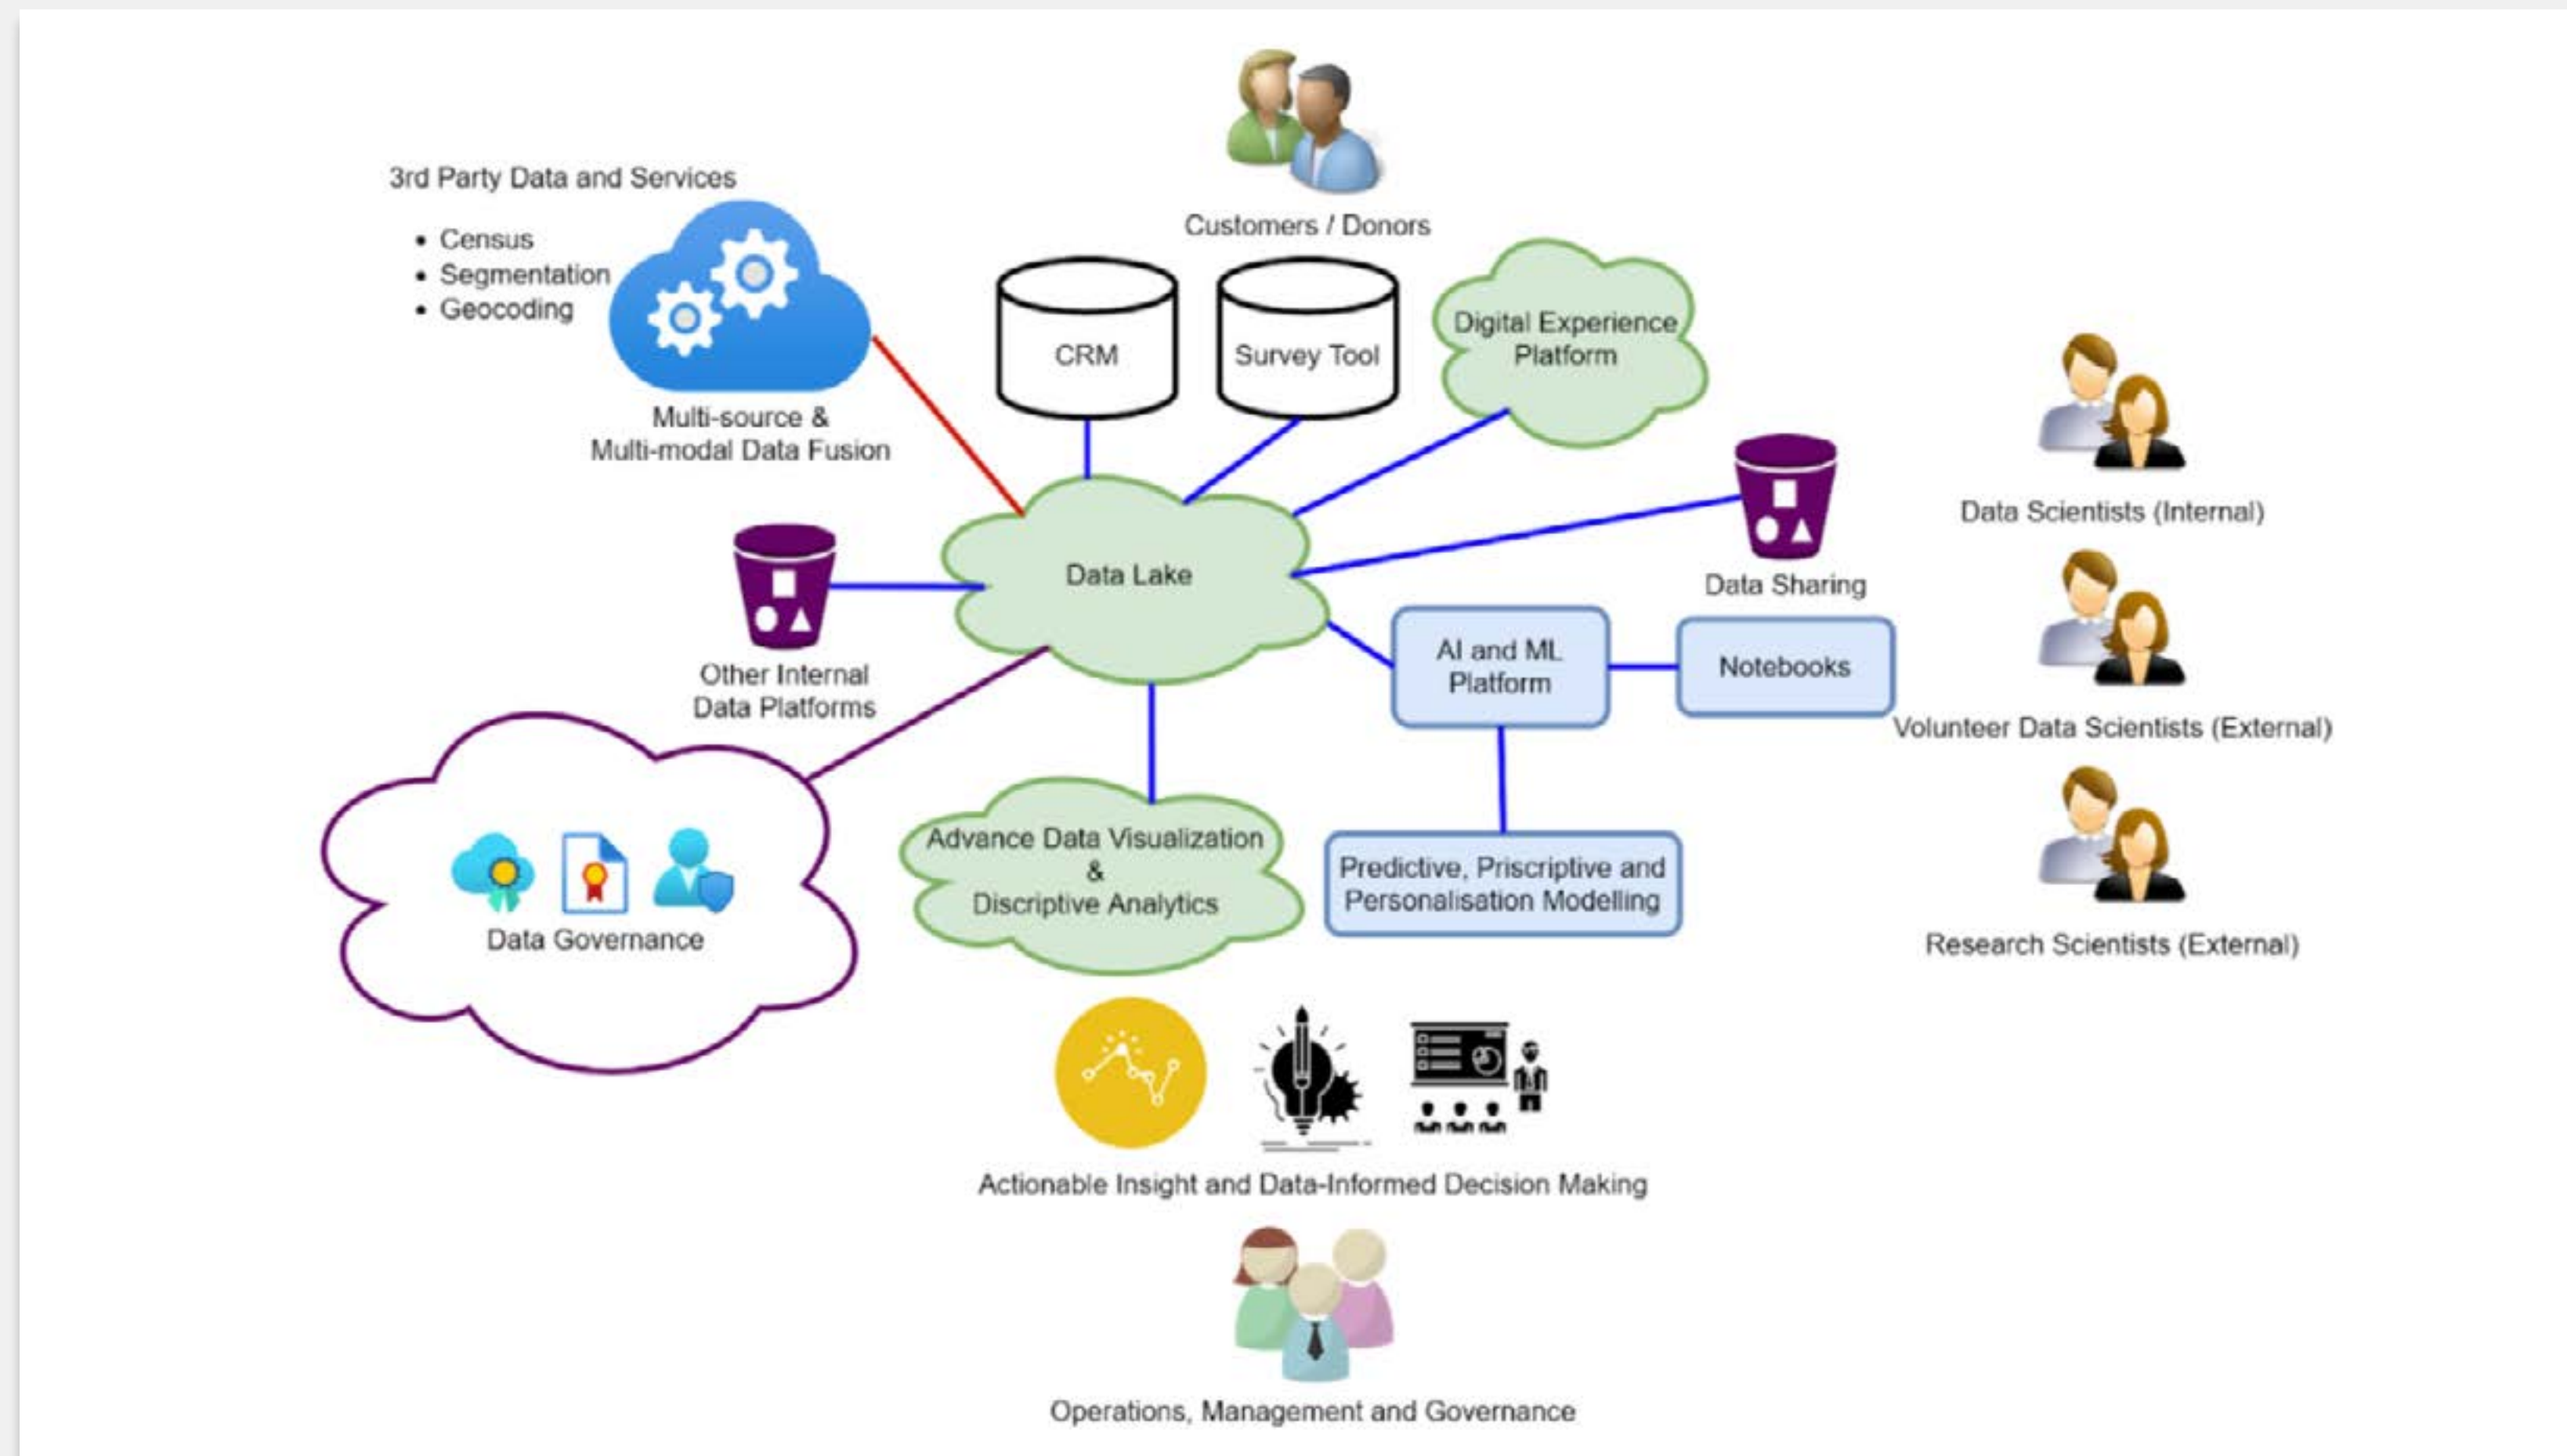 Customers / Donors
3rd Party Data and Services
• Census
• Segmentation
• Geocoding
Multi-source &
Multi-modal Data Fusion
CRM
Survey Tool
Digital Experience
Platform
Data Scientists (Internal)
Data Lake
Data Sharing
Other Internal
Data Platforms
AI and ML
Platform
Notebooks
Volunteer Data Scientists (External)
Data Governance
Advance Data Visualization
&
Discriptive Analytics
Predictive, Priscriptive and
Personalisation Modelling
Research Scientists (External)
Actionable Insight and Data-Informed Decision Making
Operations, Management and Governance